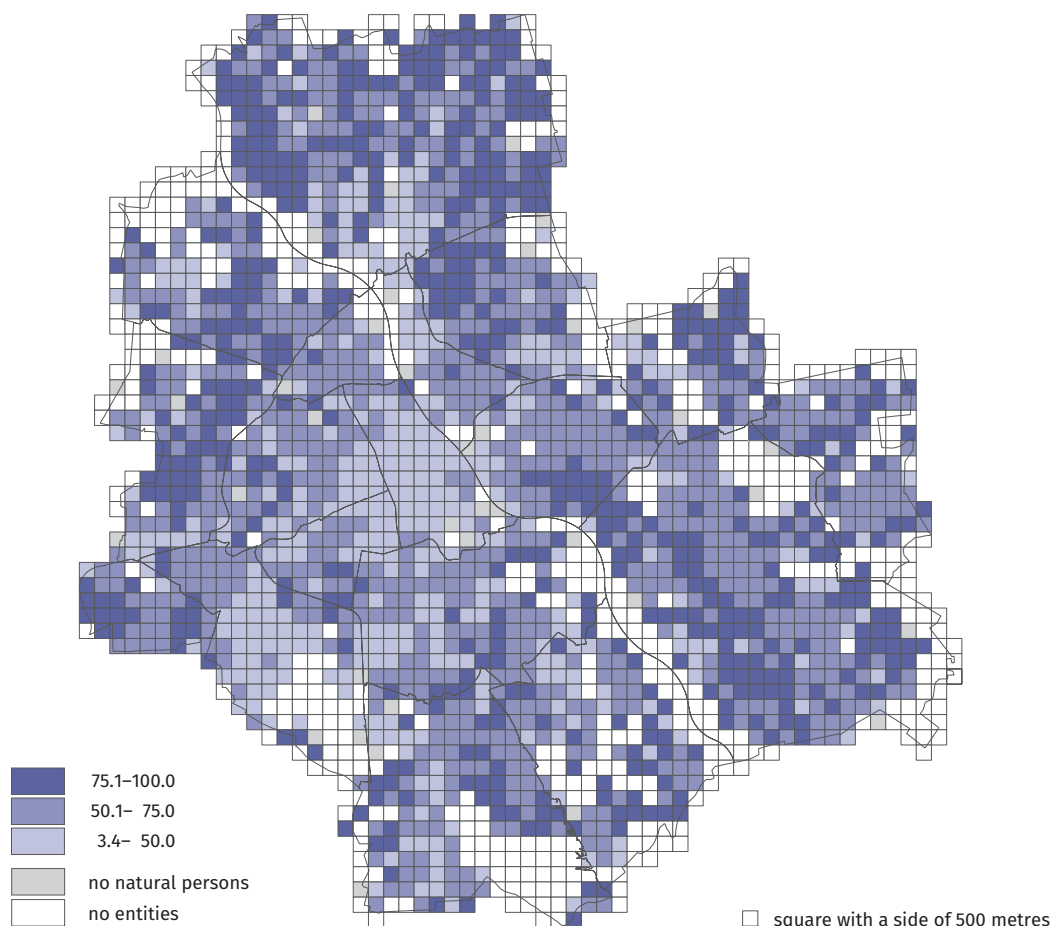 75.1–100.0
50.1– 75.0
3.4– 50.0
no natural persons
no entities
square with a side of 500 metres